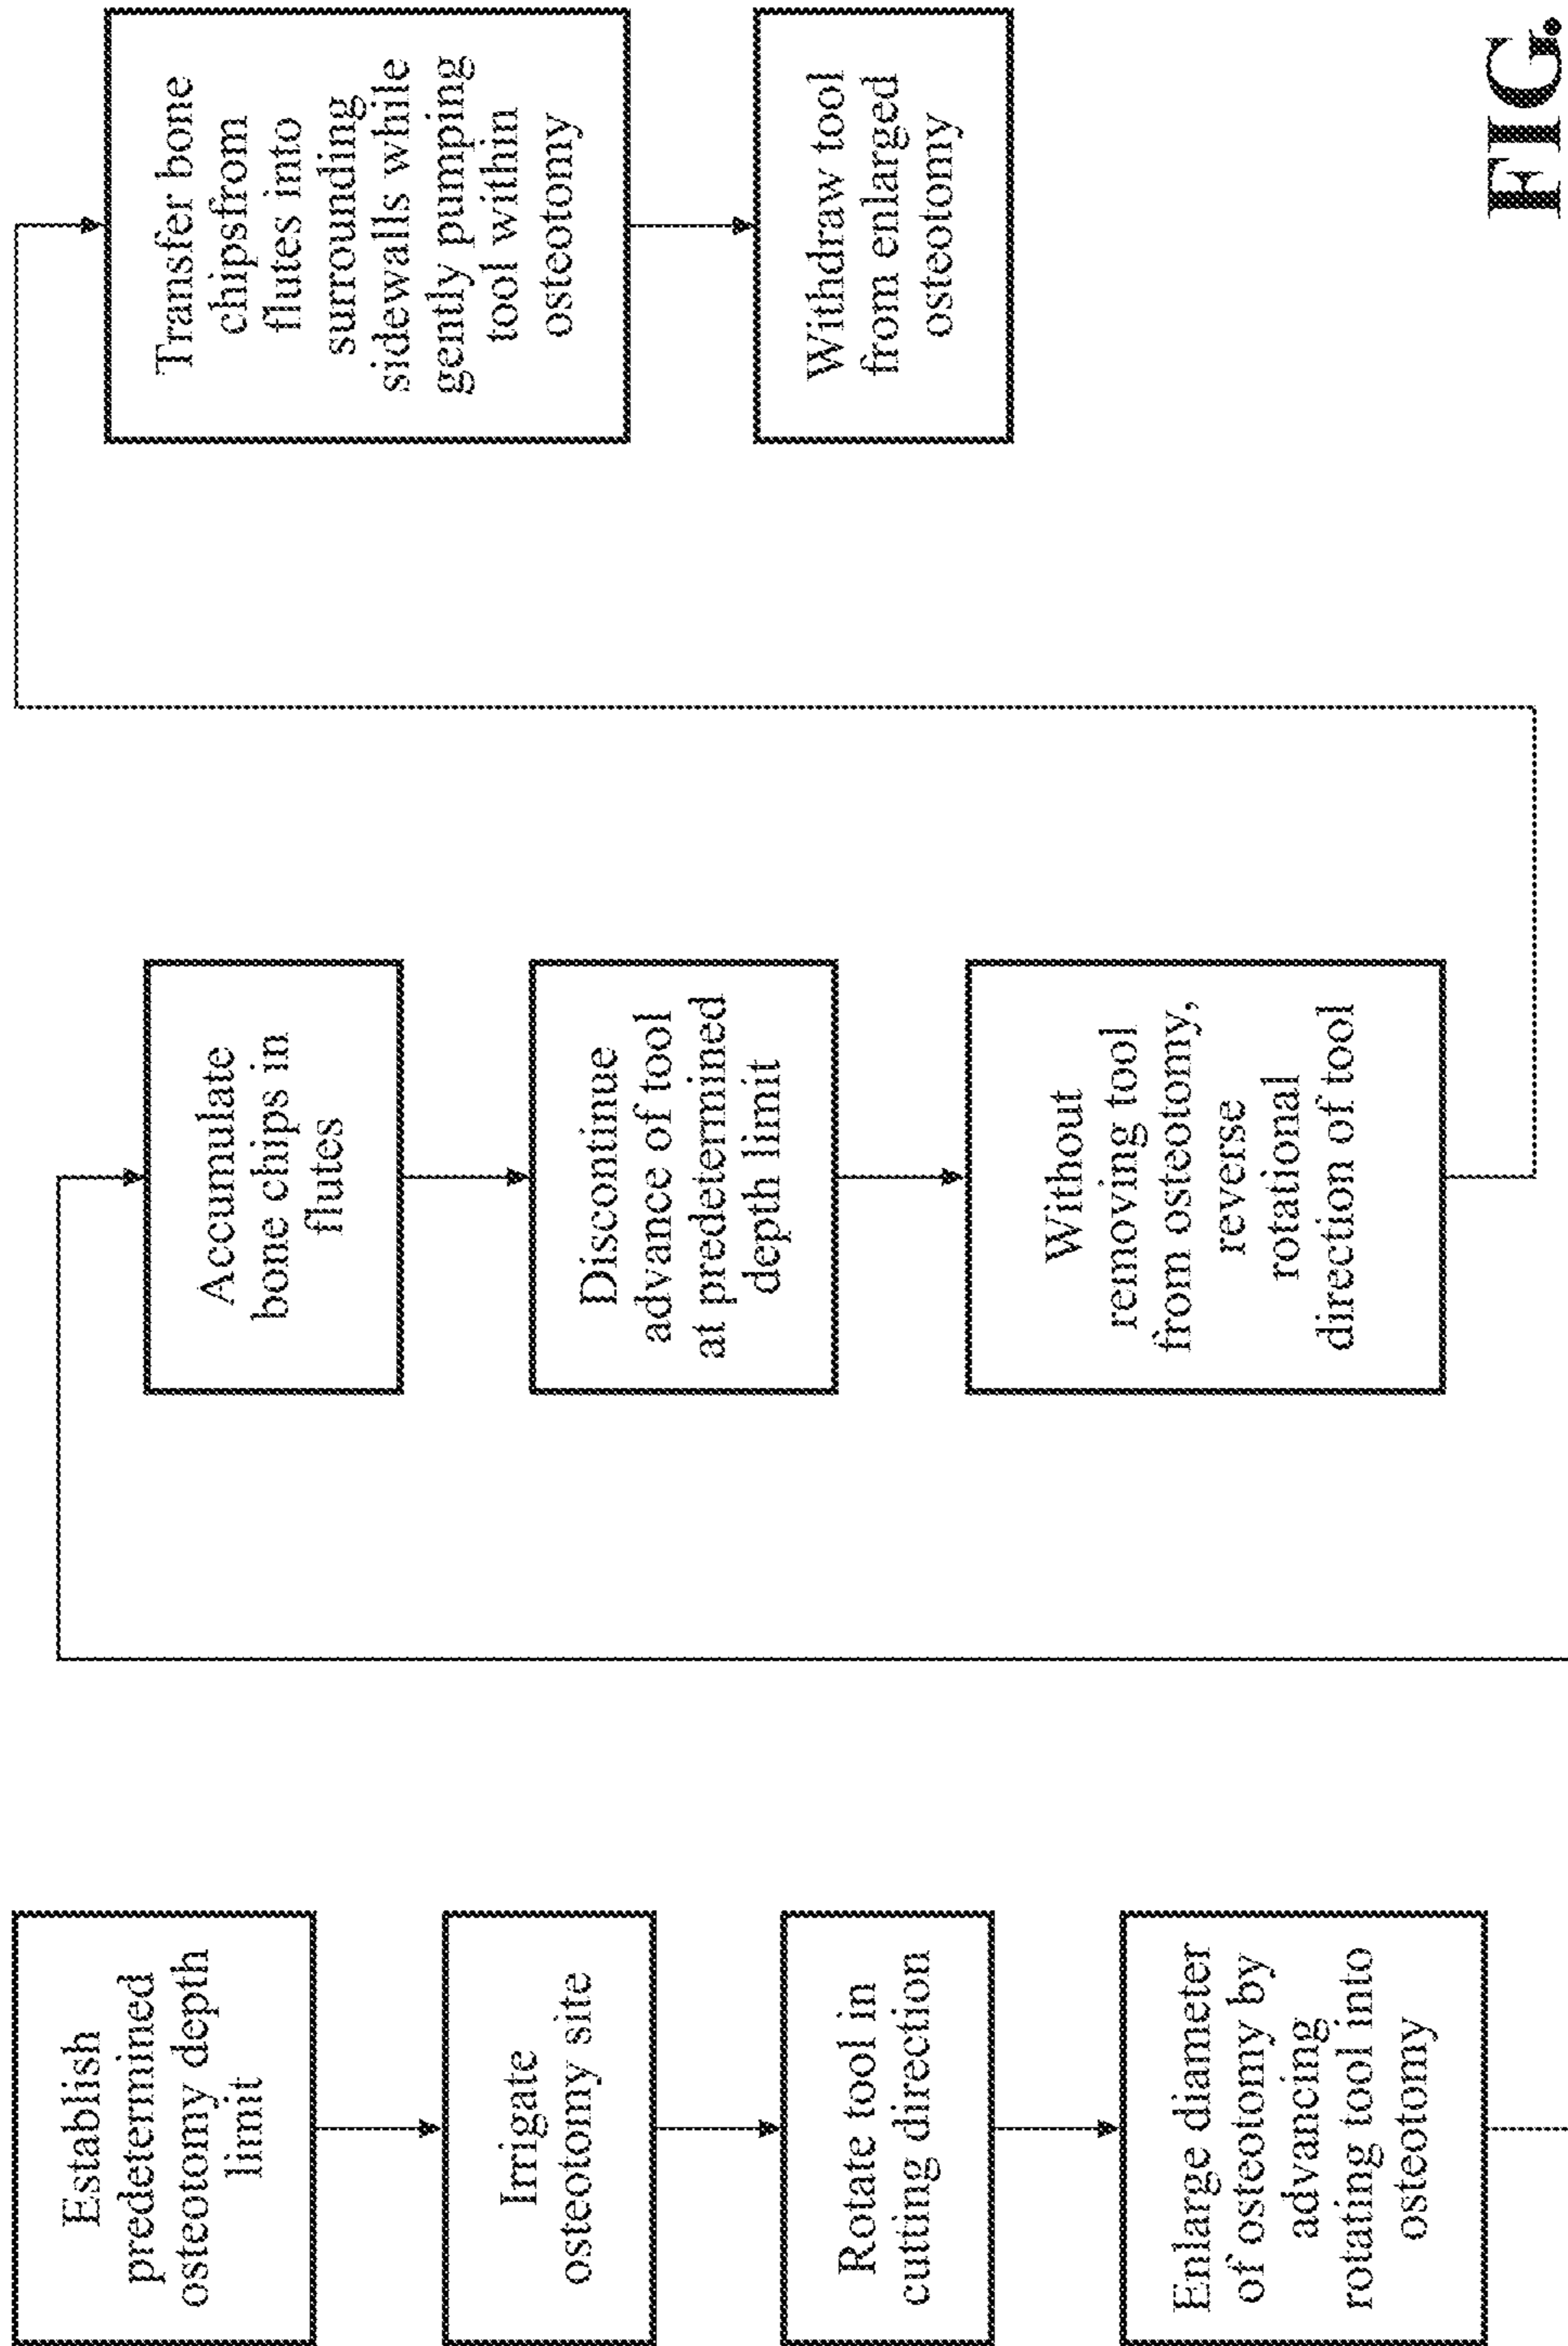 Establish
predetermined
osteotomy depth
limit
Irrigate
osteotomy site
Rotate tool in
cutting direction
Enlarge diameter
of osteotomy by
advancing
rotating tool into
osteotomy
Accumulate
bone chips in
flutes
Discontinue
advance of tool
at predetermined
depth limit
Without
removing tool
from osteotomy,
reverse
rotational
direction of tool
Transfer bone
chipsfrom
flutes into
surrounding
sidewalls while
gently pumping
tool within
osteotomy
Withdraw tool
from enlarged
osteotomy
FIG.